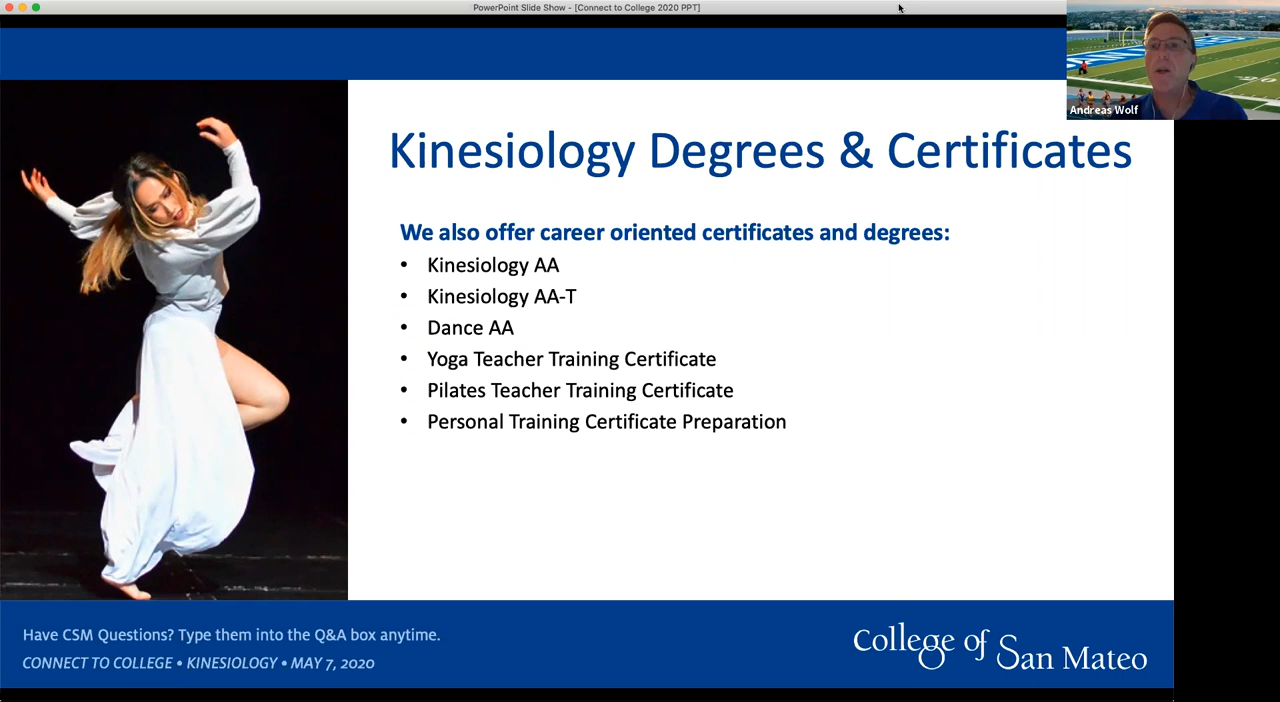 PowerPoint Slide Show - [Connect to College 2020 PPT]
Andreas Wolf
Kinesiology Degrees & Certificates
We also offer career oriented certificates and degrees:
• Kinesiology AA
• Kinesiology AA-T
• Dance AA
• Yoga Teacher Training Certificate
• Pilates Teacher Training Certificate
• Personal Training Certificate Preparation
Have CSM Questions? Type them into the Q&A box anytime.
CONNECT TO COLLEGE • KINESIOLOGY • MAY 7, 2020
College of San Mateo